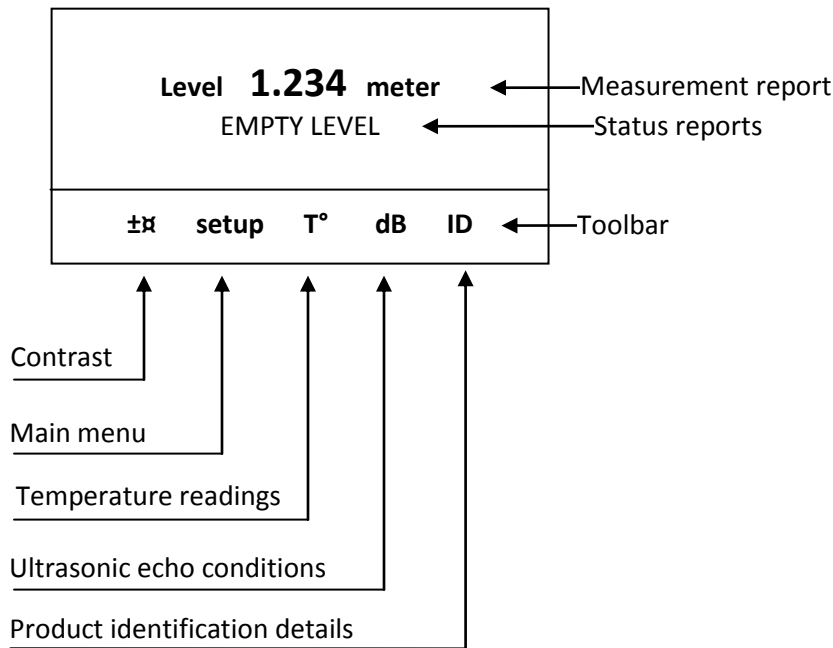 Level 1.234 meter
Measurement report
EMPTY LEVEL
Status reports
±¤ setup T° dB ID
Toolbar
Contrast
Main menu
Temperature readings
Ultrasonic echo conditions
Product identification details